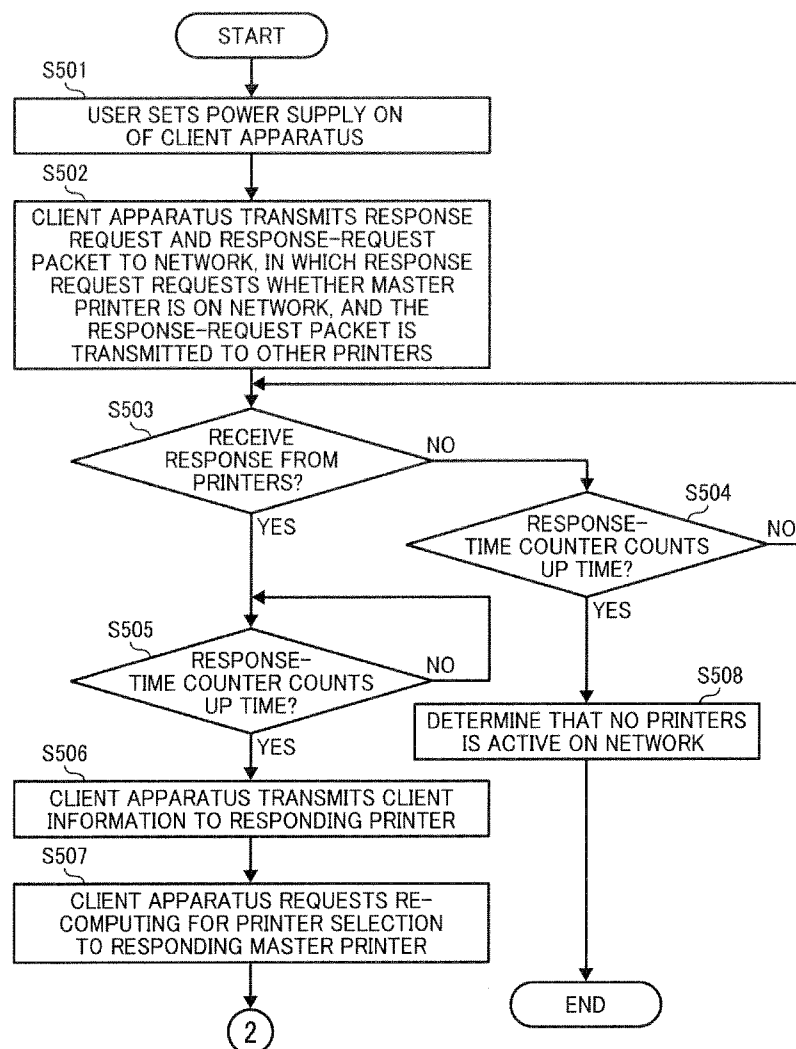 START
S501
USER SETS POWER SUPPLY ON
OF CLIENT APPARATUS
S502
CLIENT APPARATUS TRANSMITS RESPONSE
REQUEST AND RESPONSE-REQUEST
PACKET TO NETWORK, IN WHICH RESPONSE
REQUEST REQUESTS WHETHER MASTER
PRINTER IS ON NETWORK, AND THE
RESPONSE-REQUEST PACKET IS
TRANSMITTED TO OTHER PRINTERS
S503
RECEIVE
RESPONSE FROM
PRINTERS?
NO
YES
S504
RESPONSE-
TIME COUNTER COUNTS
UP TIME?
NO
YES
S505
RESPONSE-
TIME COUNTER COUNTS
UP TIME?
NO
YES
S508
DETERMINE THAT NO PRINTERS
IS ACTIVE ON NETWORK
S506
CLIENT APPARATUS TRANSMITS CLIENT
INFORMATION TO RESPONDING PRINTER
S507
CLIENT APPARATUS REQUESTS RE-
COMPUTING FOR PRINTER SELECTION
TO RESPONDING MASTER PRINTER
END
2